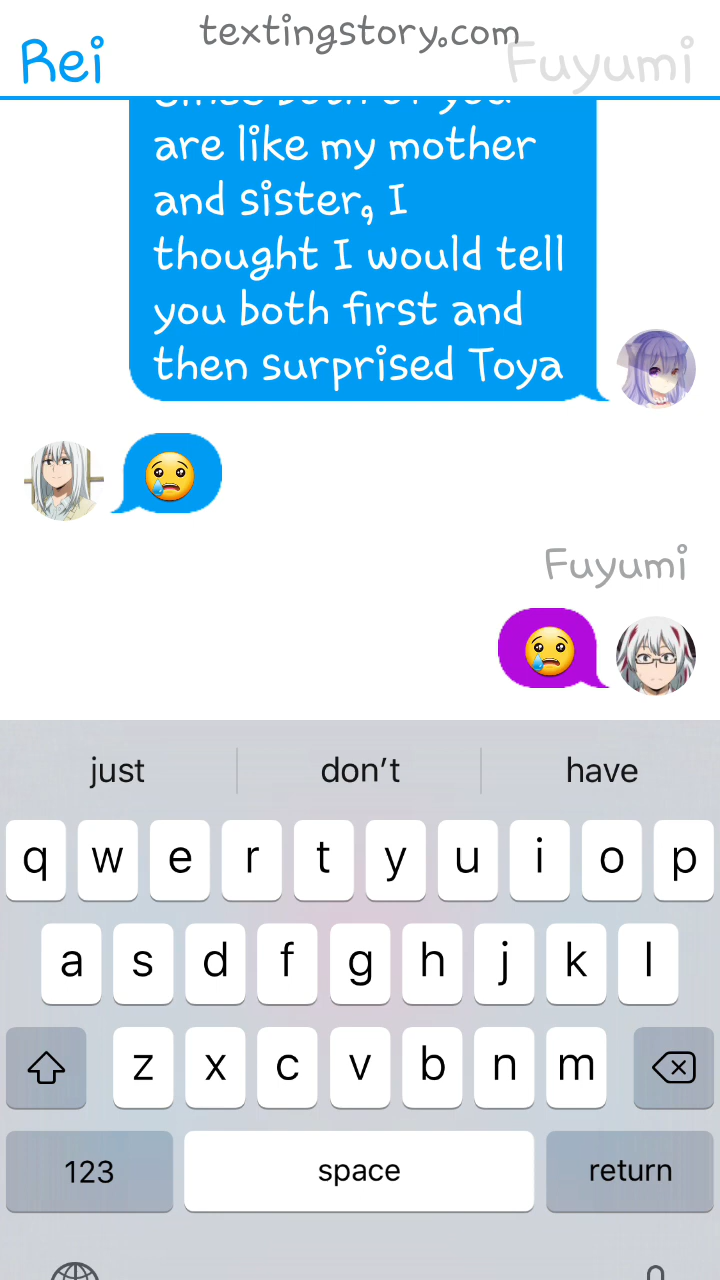 textingstory.com
Rei
Fuyumi
are like my mother
and sister, I
thought I would tell
you both first and
then surprised Toya
Fuyumi
just don't have
q w e r t y u i o p
a s d f g h j k l
z x c v b n m
123 space return